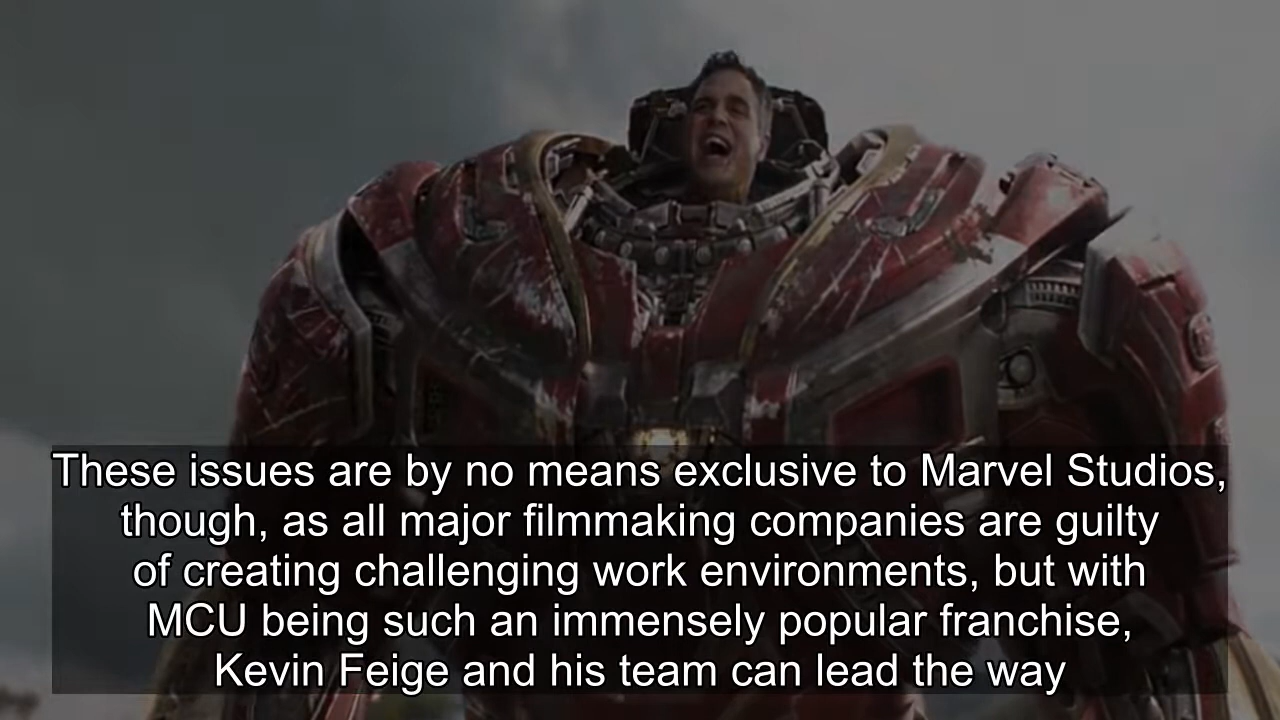 These issues are by no means exclusive to Marvel Studios,
though, as all major filmmaking companies are guilty
of creating challenging work environments, but with
MCU being such an immensely popular franchise,
Kevin Feige and his team can lead the way